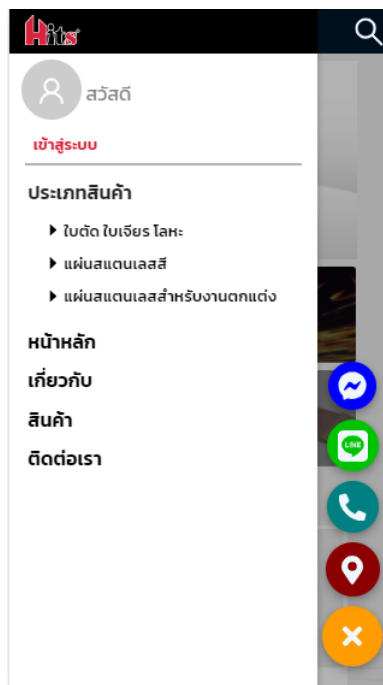 Hits
สวัสดี
เข้าสู่ระบบ
ประเภทสินค้า
ใบตัด ใบเจียร โลหะ
แผ่นสแตนเลสสี
แผ่นสแตนเลสสำหรับงานตกแต่ง
หน้าหลัก
เกี่ยวกับ
สินค้า
LINE
ติดต่อเรา